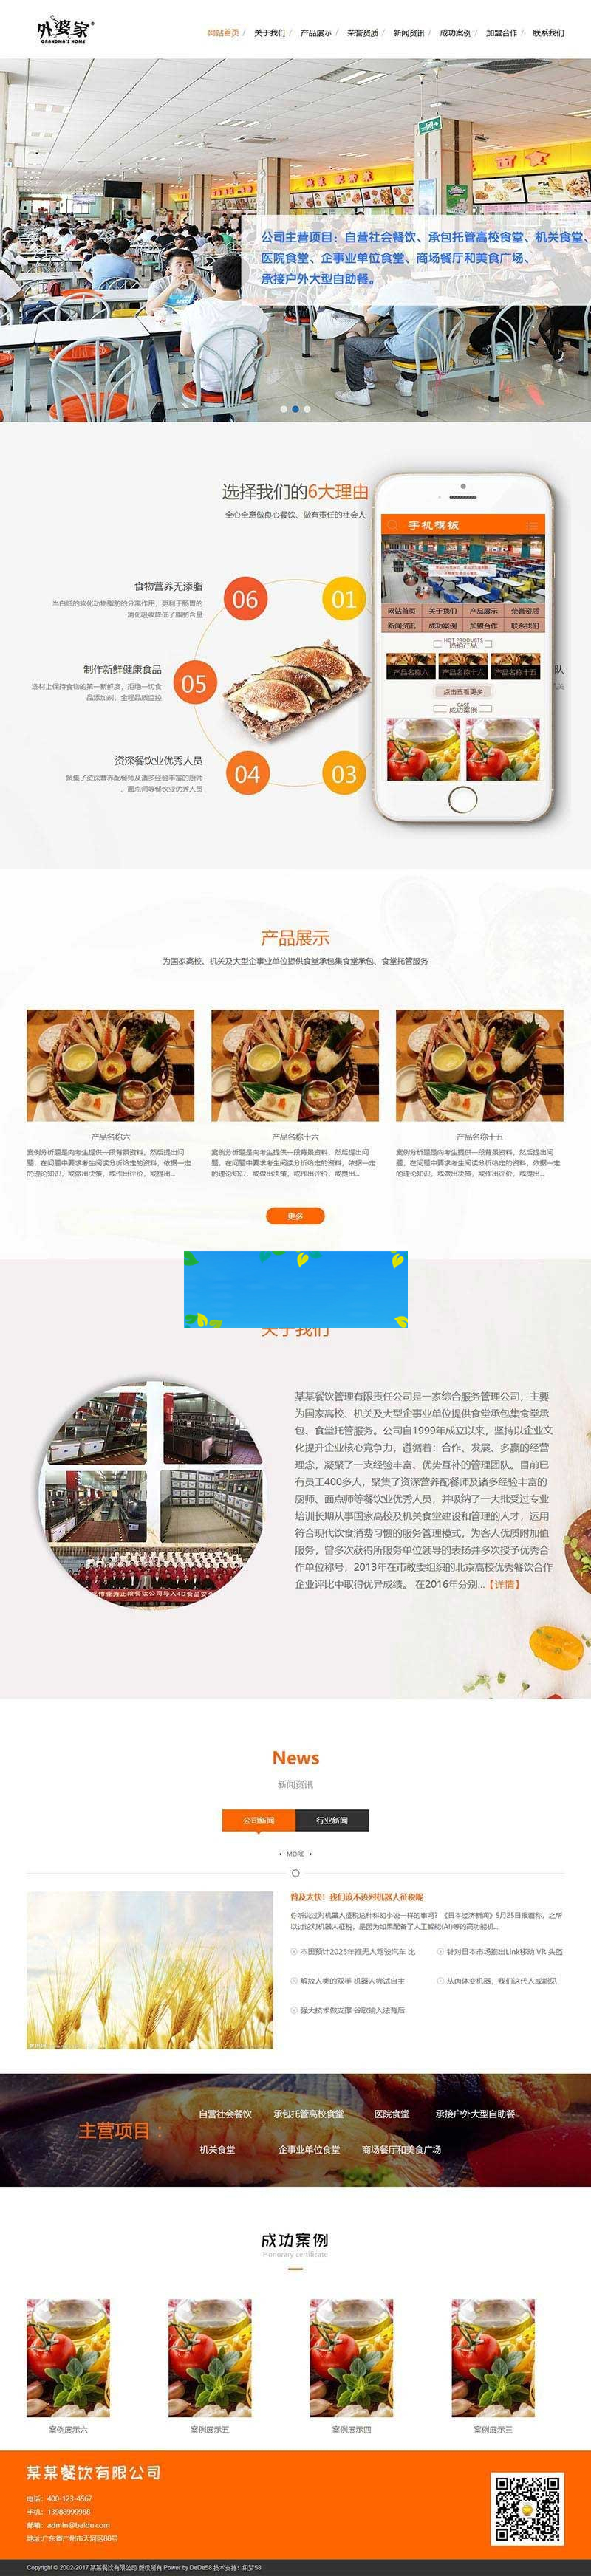 外婆家®
GRANDMA'S HOME
网站首页 / 关于我们 / 产品展示 / 荣誉资质 / 新闻资讯 / 成功案例 / 加盟合作 / 联系我们
公司主营项目：自营社会餐饮、承包托管高校食堂、机关食堂、
医院食堂、企事业单位食堂、商场餐厅和美食广场、
承接户外大型自助餐。
选择我们的6大理由
全心全意做良心餐饮、做有责任的社会人
食物营养无添脂
消化吸收降低了脂肪含量
06
01
制作新鲜健康食品
选材上保持食物的第一新鲜度，拒绝一切食
品添加剂，全程品质监控
05
资深餐饮业优秀人员
聚集了资深营养配餐师及诸多经验丰富的厨师
、面点师等餐饮业优秀人员
04
03
队
手机模板
网站首页 关于我们 产品展示 荣誉资质
新闻资讯 成功案例 加盟合作 联系我们
HOT PRODUCTS
热销产品
产品名称六 产品名称十六 产品名称十五
点击查看更多
CASE
成功案例
产品展示
为国家高校、机关及大型企事业单位提供食堂承包集食堂承包、食堂托管服务
产品名称六
案例分析题是向考生提供一段背景资料，然后提出问
题，在问题中要求考生阅读分析给定的资料，依据一定
的理论知识，或做出决策，或作出评价，或提出...
产品名称十六
案例分析题是向考生提供一段背景资料，然后提出问
题，在问题中要求考生阅读分析给定的资料，依据一定
的理论知识，或做出决策，或作出评价，或提出...
产品名称十五
案例分析题是向考生提供一段背景资料，然后提出问
题，在问题中要求考生阅读分析给定的资料，依据一定
的理论知识，或做出决策，或作出评价，或提出...
更多
关于我们
某某餐饮管理有限责任公司是一家综合服务管理公司，主要
为国家高校、机关及大型企事业单位提供食堂承包集食堂承
包、食堂托管服务。公司自1999年成立以来，坚持以企业文
化提升企业核心竞争力，遵循着：合作、发展、多赢的经营
理念，凝聚了一支经验丰富、优势互补的管理团队。目前已
有员工400多人，聚集了资深营养配餐师及诸多经验丰富的
厨师、面点师等餐饮业优秀人员，并吸纳了一大批受过专业
培训长期从事国家高校及机关食堂建设和管理的人才，运用
符合现代饮食消费习惯的服务管理模式，为客人优质附加值
服务，曾多次获得所服务单位领导的表扬并多次授予优秀合
作单位称号，2013年在市教委组织的北京高校优秀餐饮合作
企业评比中取得优异成绩。 在2016年分别...【详情】
News
新闻资讯
公司新闻 行业新闻
• MORE •
普及太快！我们该不该对机器人征税呢
你听说过对机器人征税这种科幻小说一样的事吗？《日本经济新闻》5月25日报道称，之所
以讨论对机器人征税，是因为如果配备了人工智能(AI)等的高功能机...
本田预计2025年推无人驾驶汽车 比
针对日本市场推出Link移动 VR 头盔
解放人类的双手 机器人尝试自主
从肉体变机器，我们这代人或能见
强大技术做支撑 谷歌输入法背后
主营项目：
自营社会餐饮 承包托管高校食堂 医院食堂 承接户外大型自助餐
机关食堂 企事业单位食堂 商场餐厅和美食广场
成功案例
Honorary certificate
案例展示六
案例展示五
案例展示四
案例展示三
某某餐饮有限公司
电话：400-123-4567
手机：13988999988
邮箱：admin@baidu.com
地址:广东省广州市天河区88号
Copyright © 2002-2017 某某餐饮有限公司 版权所有 Power by DeDe58 技术支持：织梦58